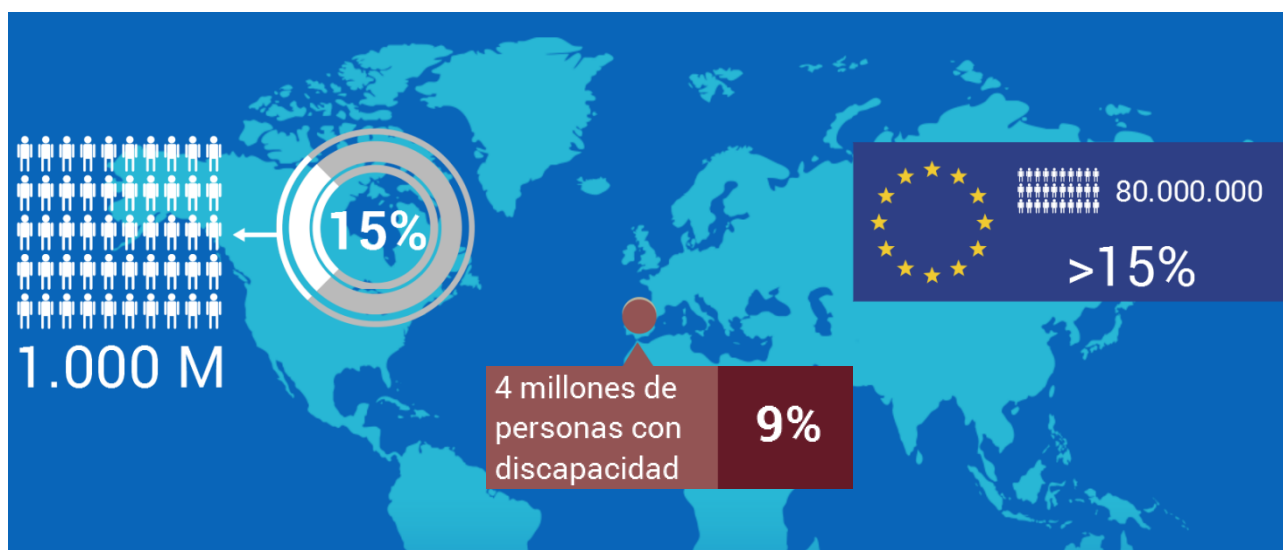 15%
1.000 M
4 millones de
personas con
discapacidad
9%
80.000.000
>15%